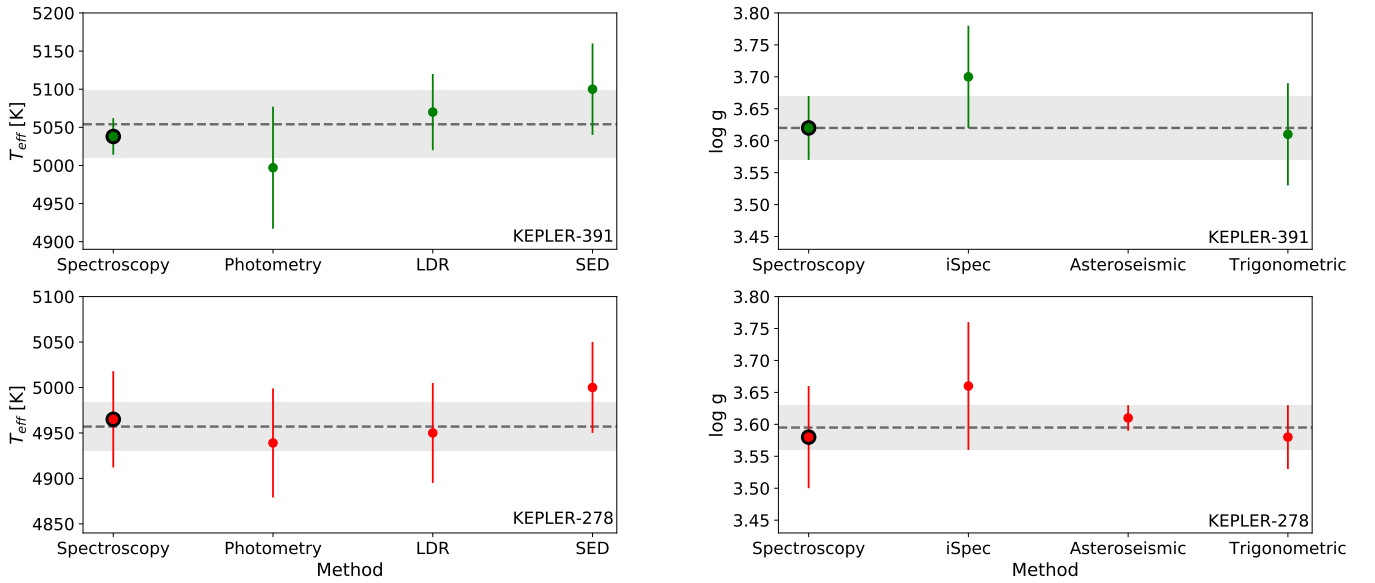 5200
5150
5100
5050
5000
4950
4900
T_eff [K]
KEPLER-391
Spectroscopy Photometry LDR SED
3.80
3.75
3.70
3.65
3.60
3.55
3.50
3.45
log g
KEPLER-391
Spectroscopy iSpec Asteroseismic Trigonometric
5100
5050
5000
4950
4900
4850
T_eff [K]
KEPLER-278
Spectroscopy Photometry LDR SED
Method
3.80
3.75
3.70
3.65
3.60
3.55
3.50
3.45
log g
KEPLER-278
Spectroscopy iSpec Asteroseismic Trigonometric
Method